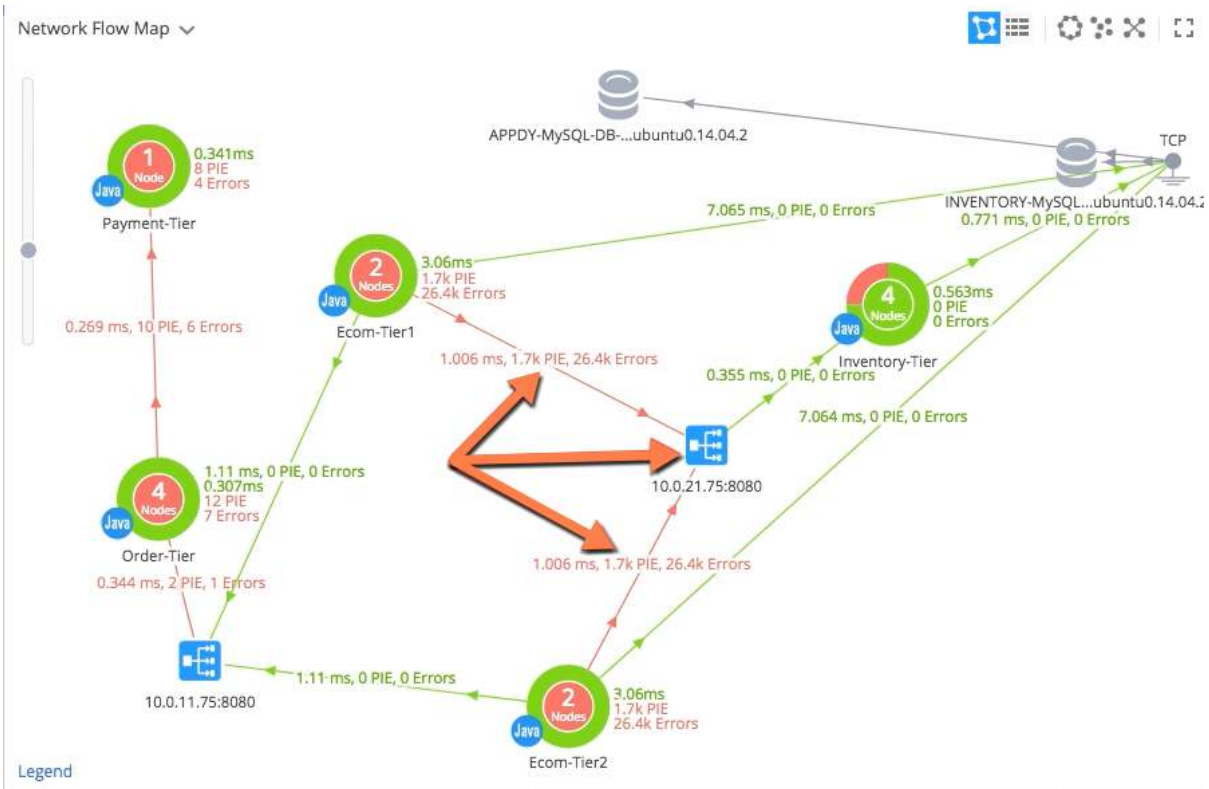 Network Flow Map
APPDY-MySQL-DB-...ubuntu0.14.04.2
TCP
INVENTORY-MySQL...ubuntu0.14.04.2
0.771 ms, 0 PIE, 0 Errors
1
Node
Java
0.341ms
8 PIE
4 Errors
Payment-Tier
7.065 ms, 0 PIE, 0 Errors
2
Nodes
Java
3.06ms
1.7k PIE
26.4k Errors
Ecom-Tier1
4
Nodes
Java
0.563ms
0 PIE
0 Errors
Inventory-Tier
0.269 ms, 10 PIE, 6 Errors
1.006 ms, 1.7k PIE, 26.4k Errors
0.355 ms, 0 PIE, 0 Errors
7.064 ms, 0 PIE, 0 Errors
1.11 ms, 0 PIE, 0 Errors
4
Nodes
Java
0.307ms
12 PIE
7 Errors
Order-Tier
10.0.21.75:8080
0.344 ms, 2 PIE, 1 Errors
1.006 ms, 1.7k PIE, 26.4k Errors
10.0.11.75:8080
1.11 ms, 0 PIE, 0 Errors
2
Nodes
Java
3.06ms
1.7k PIE
26.4k Errors
Ecom-Tier2
Legend